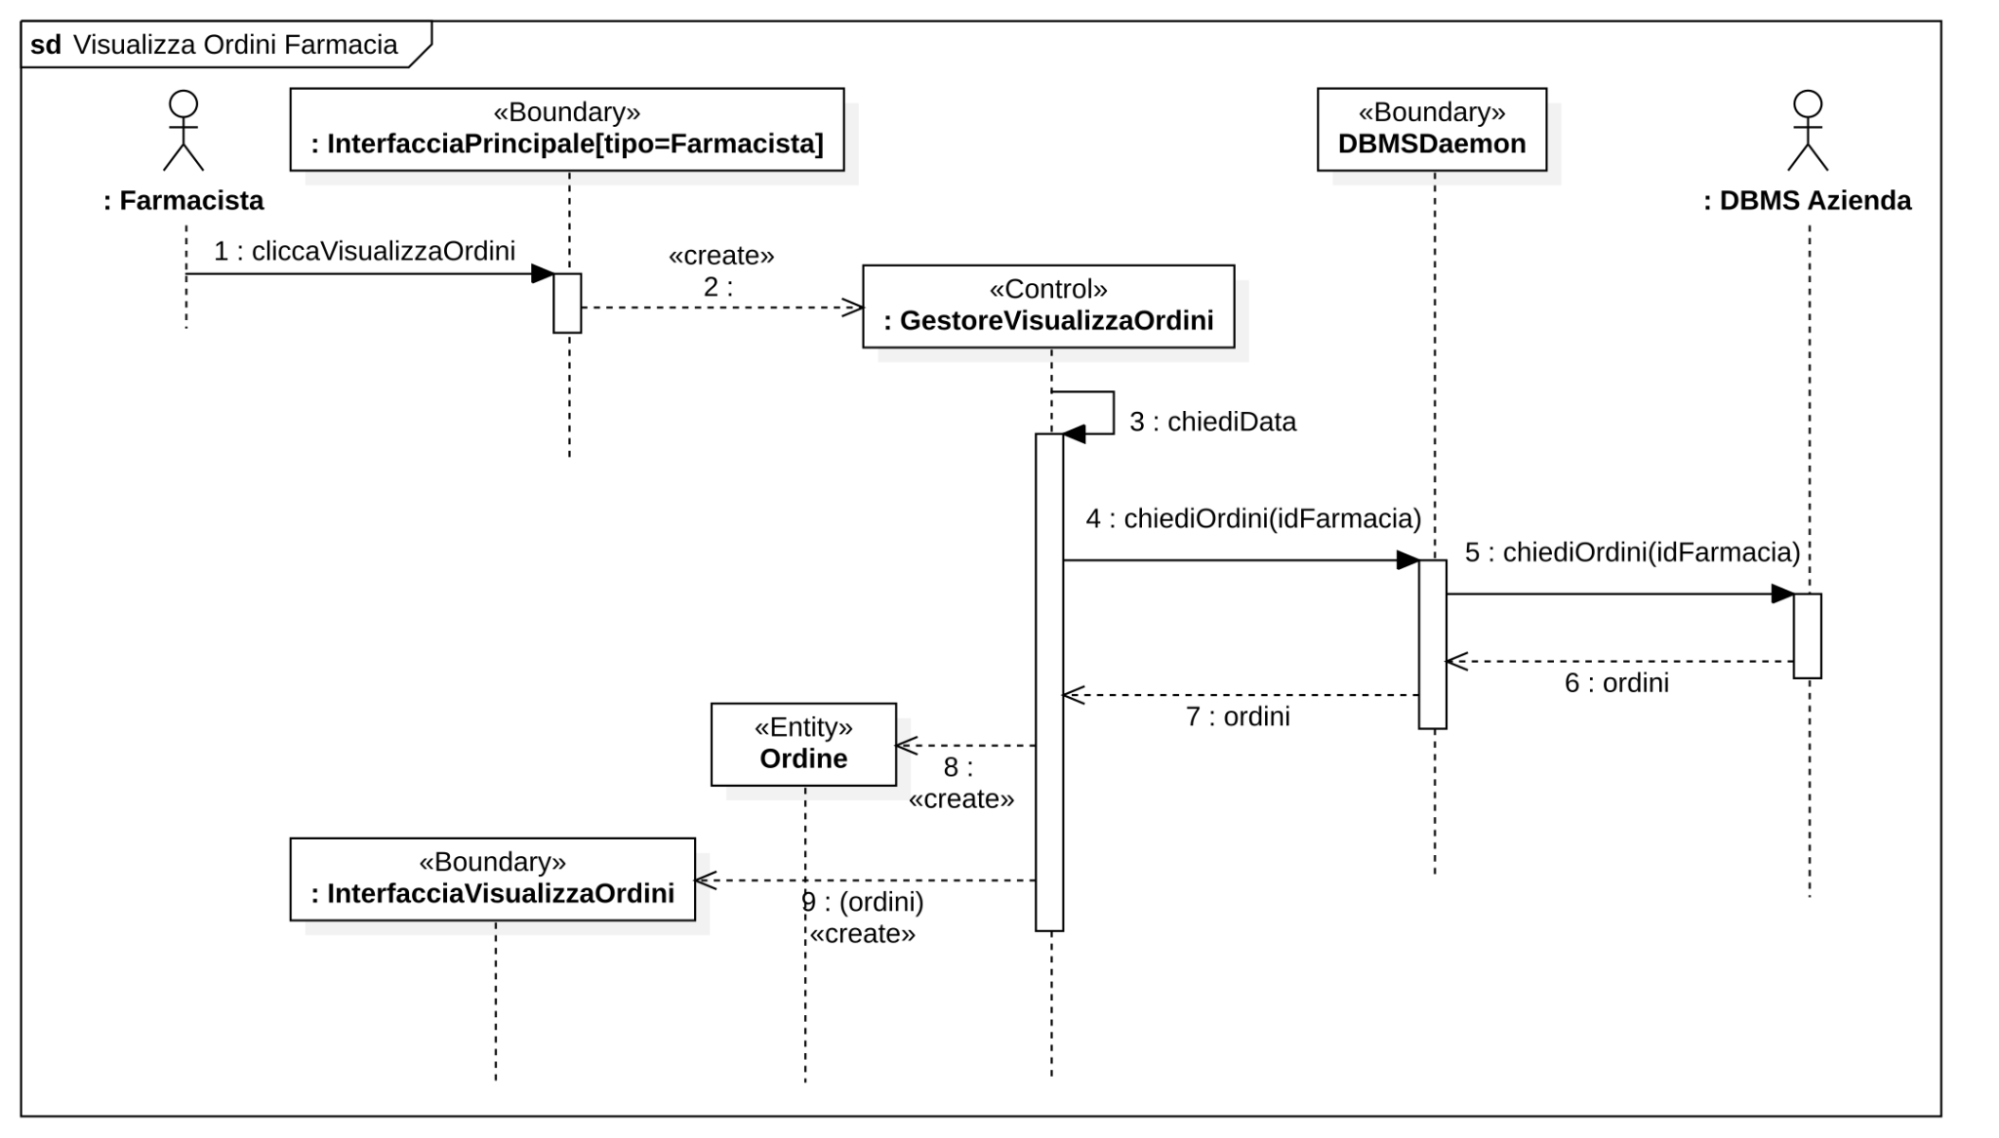 sd Visualizza Ordini Farmacia
«Boundary»
: InterfacciaPrincipale[tipo=Farmacista]
«Boundary»
DBMSDaemon
: Farmacista
: DBMS Azienda
1 : cliccaVisualizzaOrdini
«create»
2 :
«Control»
: GestoreVisualizzaOrdini
3 : chiediData
4 : chiediOrdini(idFarmacia)
5 : chiediOrdini(idFarmacia)
6 : ordini
7 : ordini
«Entity»
Ordine
8 :
«create»
«Boundary»
: InterfacciaVisualizzaOrdini
9 : (ordini)
«create»